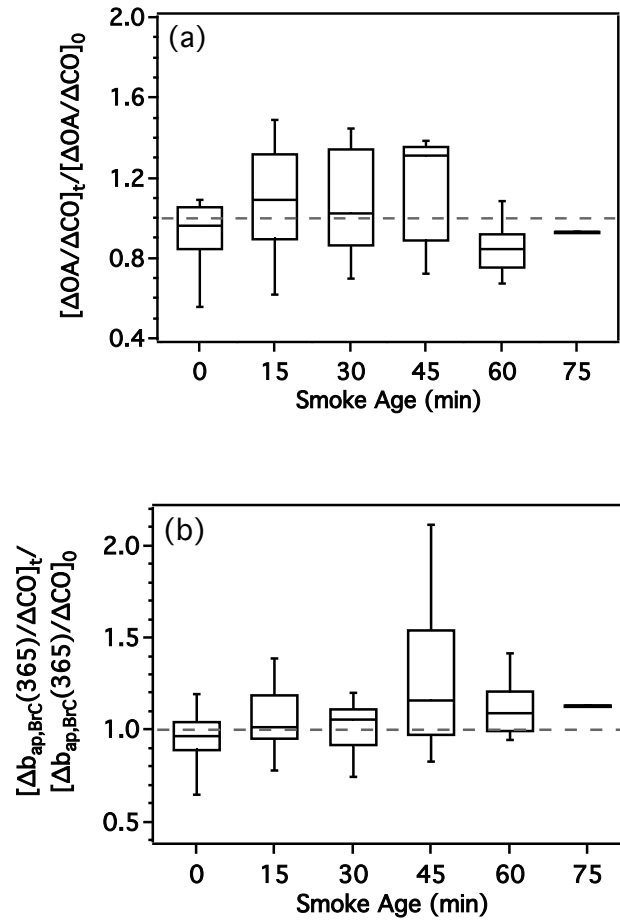 (a)
[ΔOA/ΔCO]t/[ΔOA/ΔCO]0
2.0
1.6
1.2
0.8
0.4
0 15 30 45 60 75
Smoke Age (min)
(b)
[Δbap,BrC(365)/ΔCO]t/
[Δbap,BrC(365)/ΔCO]0
2.0
1.5
1.0
0.5
0 15 30 45 60 75
Smoke Age (min)